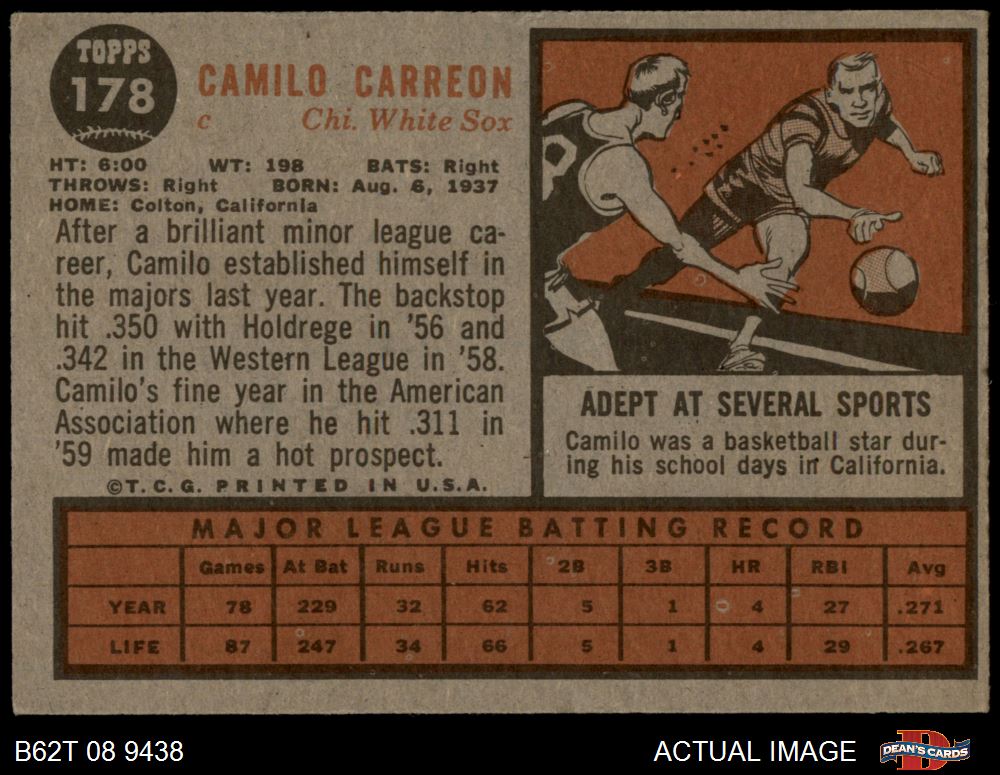 TOPPS
178
CAMILO CARREON
c Chi. White Sox
HT: 6:00 WT: 198 BATS: Right
THROWS: Right BORN: Aug. 6, 1937
HOME: Colton, California
After a brilliant minor league ca-
reer, Camilo established himself in
the majors last year. The backstop
hit .350 with Holdrege in '56 and
.342 in the Western League in '58.
Camilo's fine year in the American
Association where he hit .311 in
'59 made him a hot prospect.
©T.C.G. PRINTED IN U.S.A.
ADEPT AT SEVERAL SPORTS
Camilo was a basketball star dur-
ing his school days in California.
MAJOR LEAGUE BATTING RECORD
Games At Bat Runs Hits 2B 3B HR RBI Avg
YEAR 78 229 32 62 5 1 4 27 .271
LIFE 87 247 34 66 5 1 4 29 .267
B62T 08 9438
ACTUAL IMAGE
DEAN'S CARDS